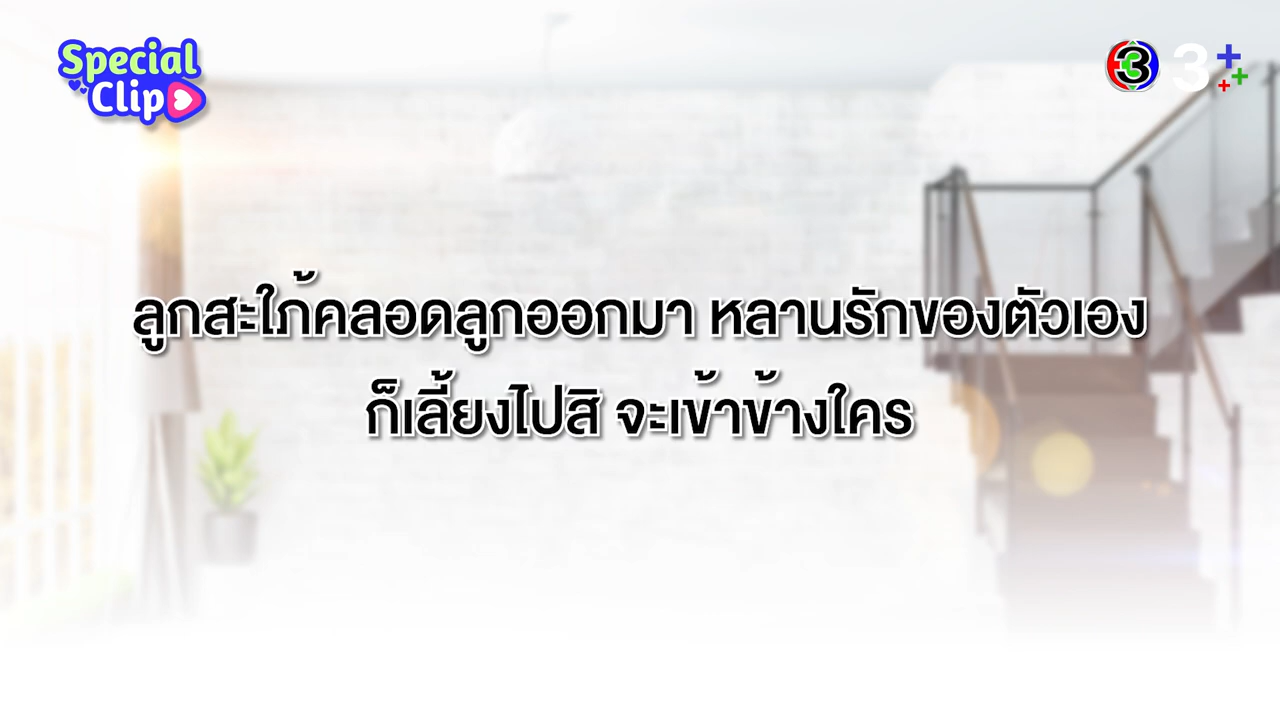 Special
Clip
3 3+
ลูกสะใภ้คลอดลูกออกมา หลานรักของตัวเอง
ก็เลี้ยงไปสิ จะเข้าข้างใคร